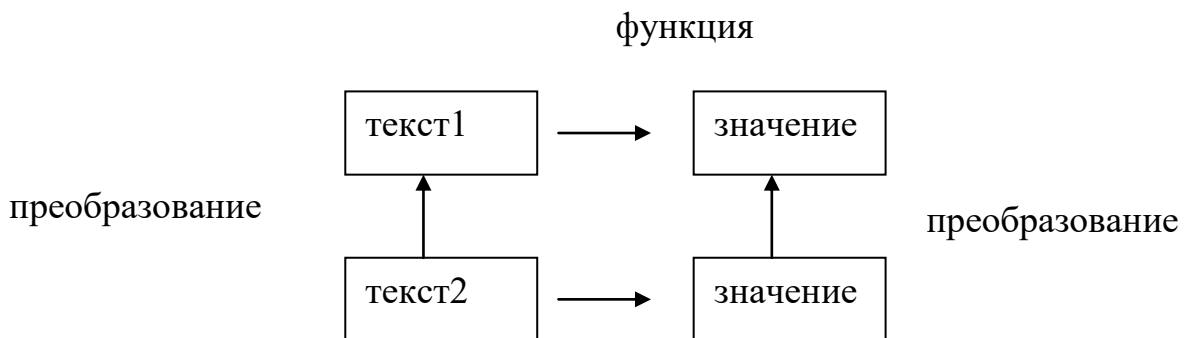 функция
текст1
значение
преобразование
преобразование
текст2
значение